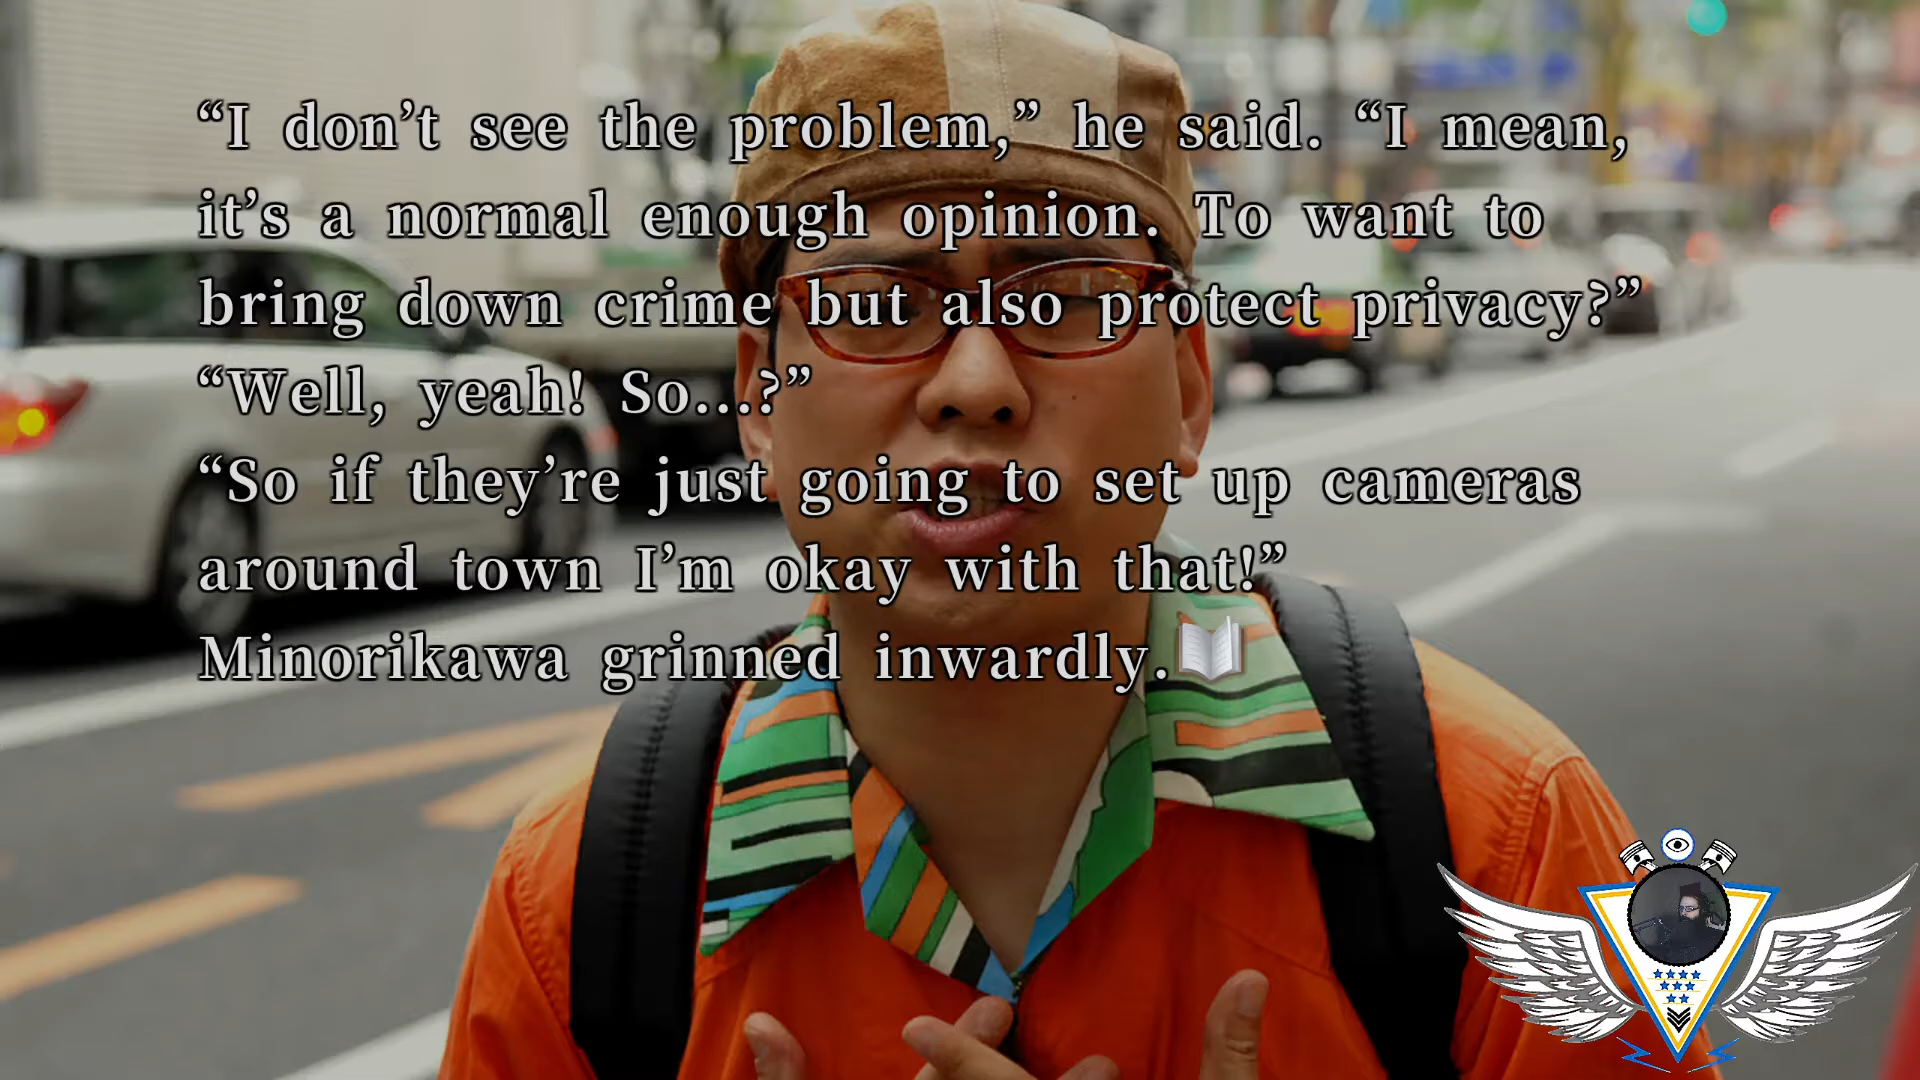 “I don’t see the problem,” he said. “I mean,
it’s a normal enough opinion. To want to
bring down crime but also protect privacy?”
“Well, yeah! So...?”
“So if they’re just going to set up cameras
around town I’m okay with that!”
Minorikawa grinned inwardly.